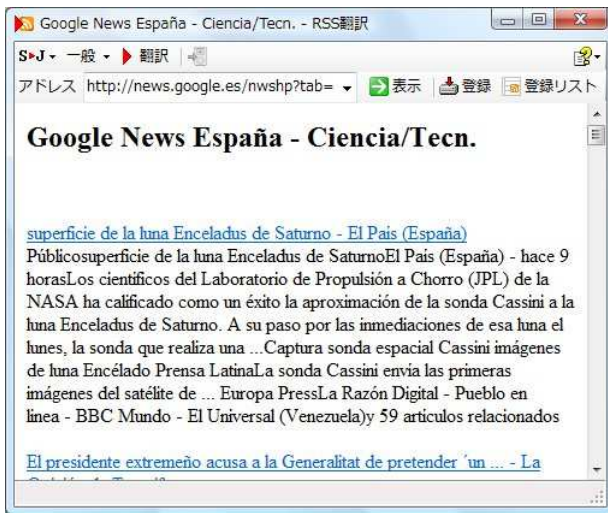 Google News España - Ciencia/Tecn. - RSS翻訳
S▶J 一般 翻訳
アドレス http://news.google.es/nwshp?tab= 表示 登録 登録リスト
Google News España - Ciencia/Tecn.
superficie de la luna Enceladus de Saturno - El País (España)
Públicosuperficie de la luna Enceladus de SaturnoEl País (España) - hace 9
horasLos científicos del Laboratorio de Propulsión a Chorro (JPL) de la
NASA ha calificado como un éxito la aproximación de la sonda Cassini a la
luna Enceladus de Saturno. A su paso por las inmediaciones de esa luna el
lunes, la sonda que realiza una ...Captura sonda espacial Cassini imágenes
de luna Encélado Prensa LatinaLa sonda Cassini envía las primeras
imágenes del satélite de ... Europa PressLa Razón Digital - Pueblo en
linea - BBC Mundo - El Universal (Venezuela)y 59 artículos relacionados
El presidente extremeño acusa a la Generalitat de pretender ´un ... - La